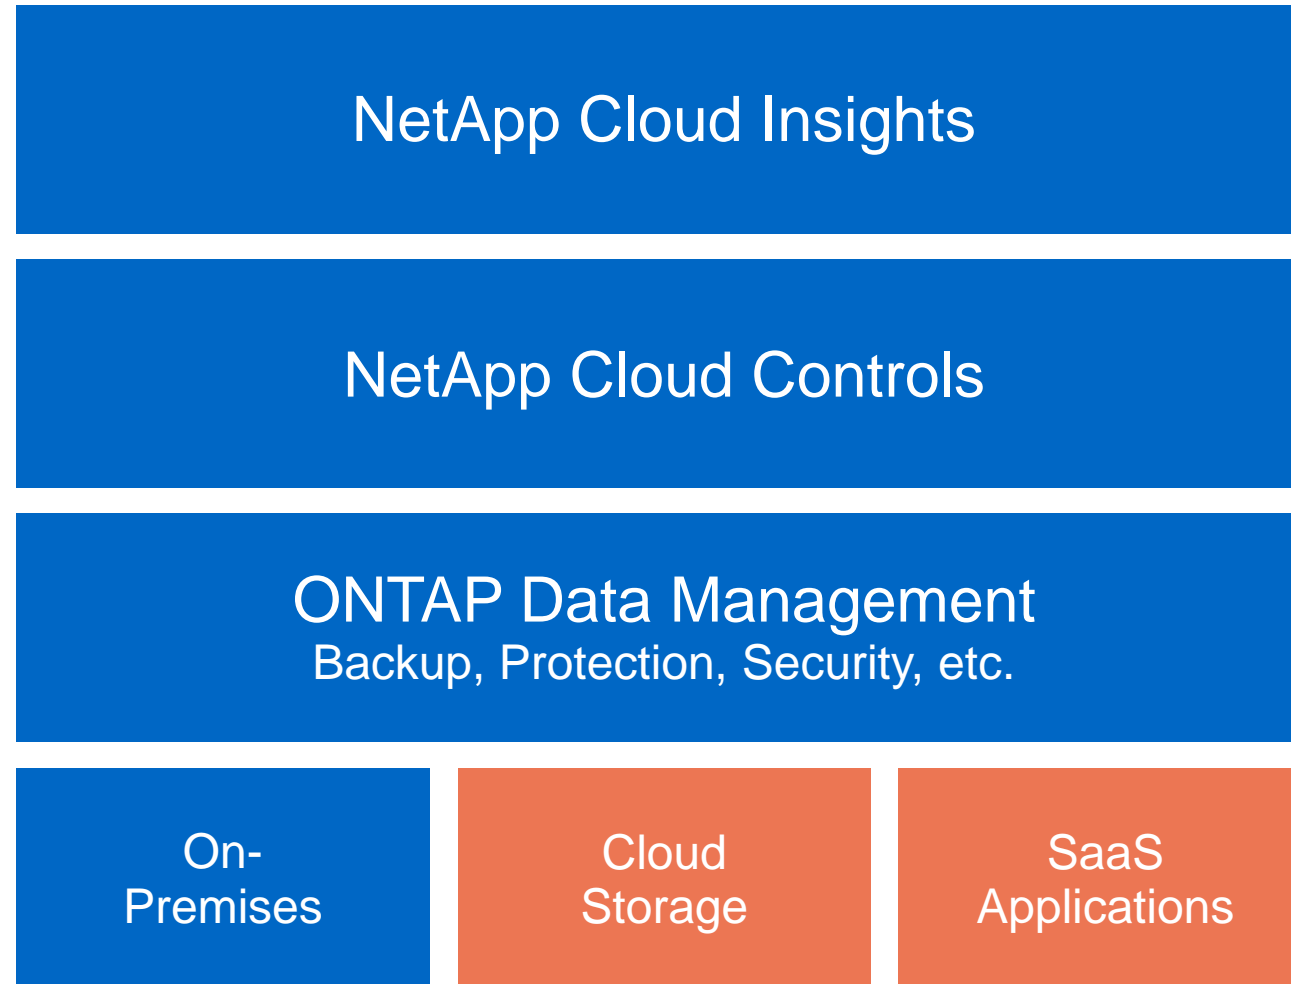 NetApp Cloud Insights
NetApp Cloud Controls
ONTAP Data Management
Backup, Protection, Security, etc.
On-
Premises
Cloud
Storage
SaaS
Applications